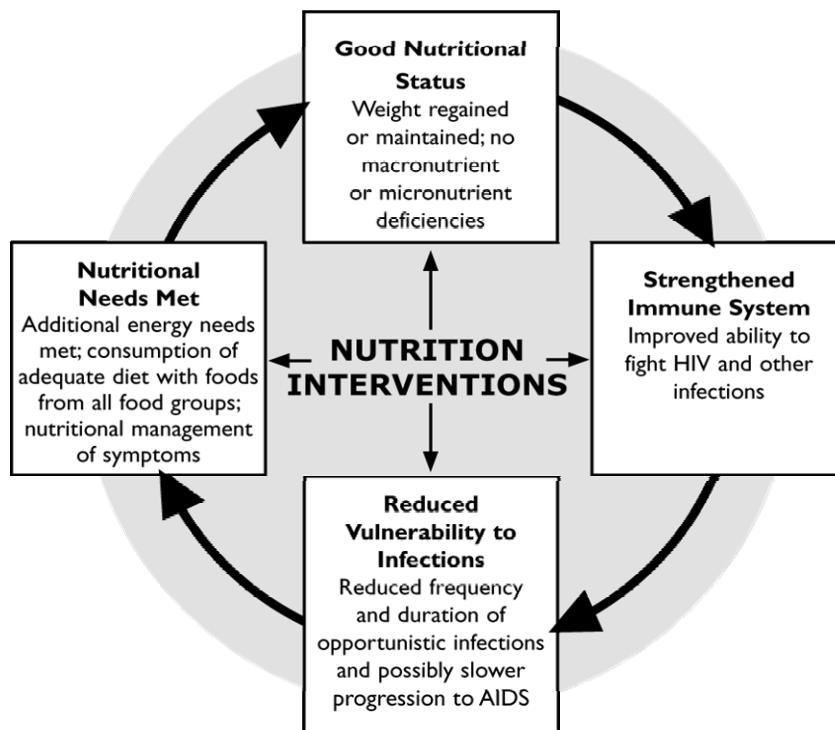 Good Nutritional
Status
Weight regained
or maintained; no
macronutrient
or micronutrient
deficiencies
Nutritional
Needs Met
Additional energy needs
met; consumption of
adequate diet with foods
from all food groups;
nutritional management
of symptoms
NUTRITION
INTERVENTIONS
Strengthened
Immune System
Improved ability to
fight HIV and other
infections
Reduced
Vulnerability to
Infections
Reduced frequency
and duration of
opportunistic infections
and possibly slower
progression to AIDS